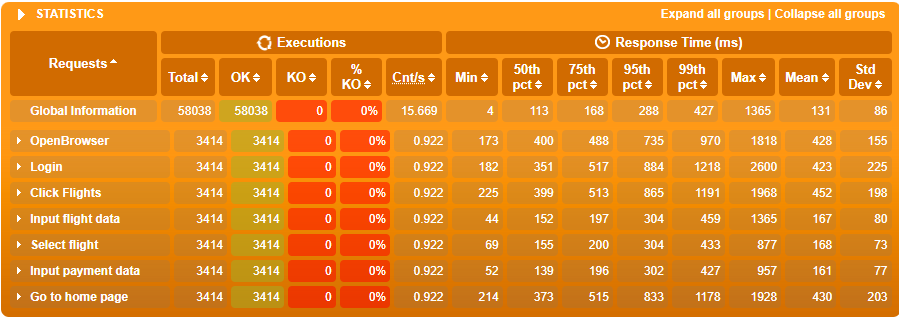 STATISTICS Expand all groups | Collapse all groups
Requests Executions Response Time (ms)
Total OK KO % KO Cnt/s Min 50th pct 75th pct 95th pct 99th pct Max Mean Std Dev
Global Information 58038 58038 0 0% 15.669 4 113 168 288 427 1365 131 86
OpenBrowser 3414 3414 0 0% 0.922 173 400 488 735 970 1818 428 155
Login 3414 3414 0 0% 0.922 182 351 517 884 1218 2600 423 225
Click Flights 3414 3414 0 0% 0.922 225 399 513 865 1191 1968 452 198
Input flight data 3414 3414 0 0% 0.922 44 152 197 304 459 1365 167 80
Select flight 3414 3414 0 0% 0.922 69 155 200 304 433 877 168 73
Input payment data 3414 3414 0 0% 0.922 52 139 196 302 427 957 161 77
Go to home page 3414 3414 0 0% 0.922 214 373 515 833 1178 1928 430 203